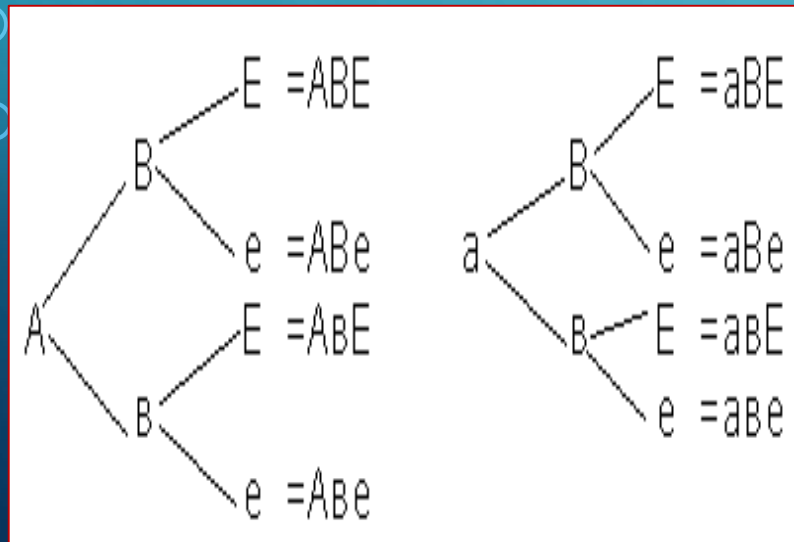 E =ABE
B
e =ABe
A
E =AвE
в
e =Aвe
E =aBE
B
e =aBe
a
E =aвE
в
e =aвe